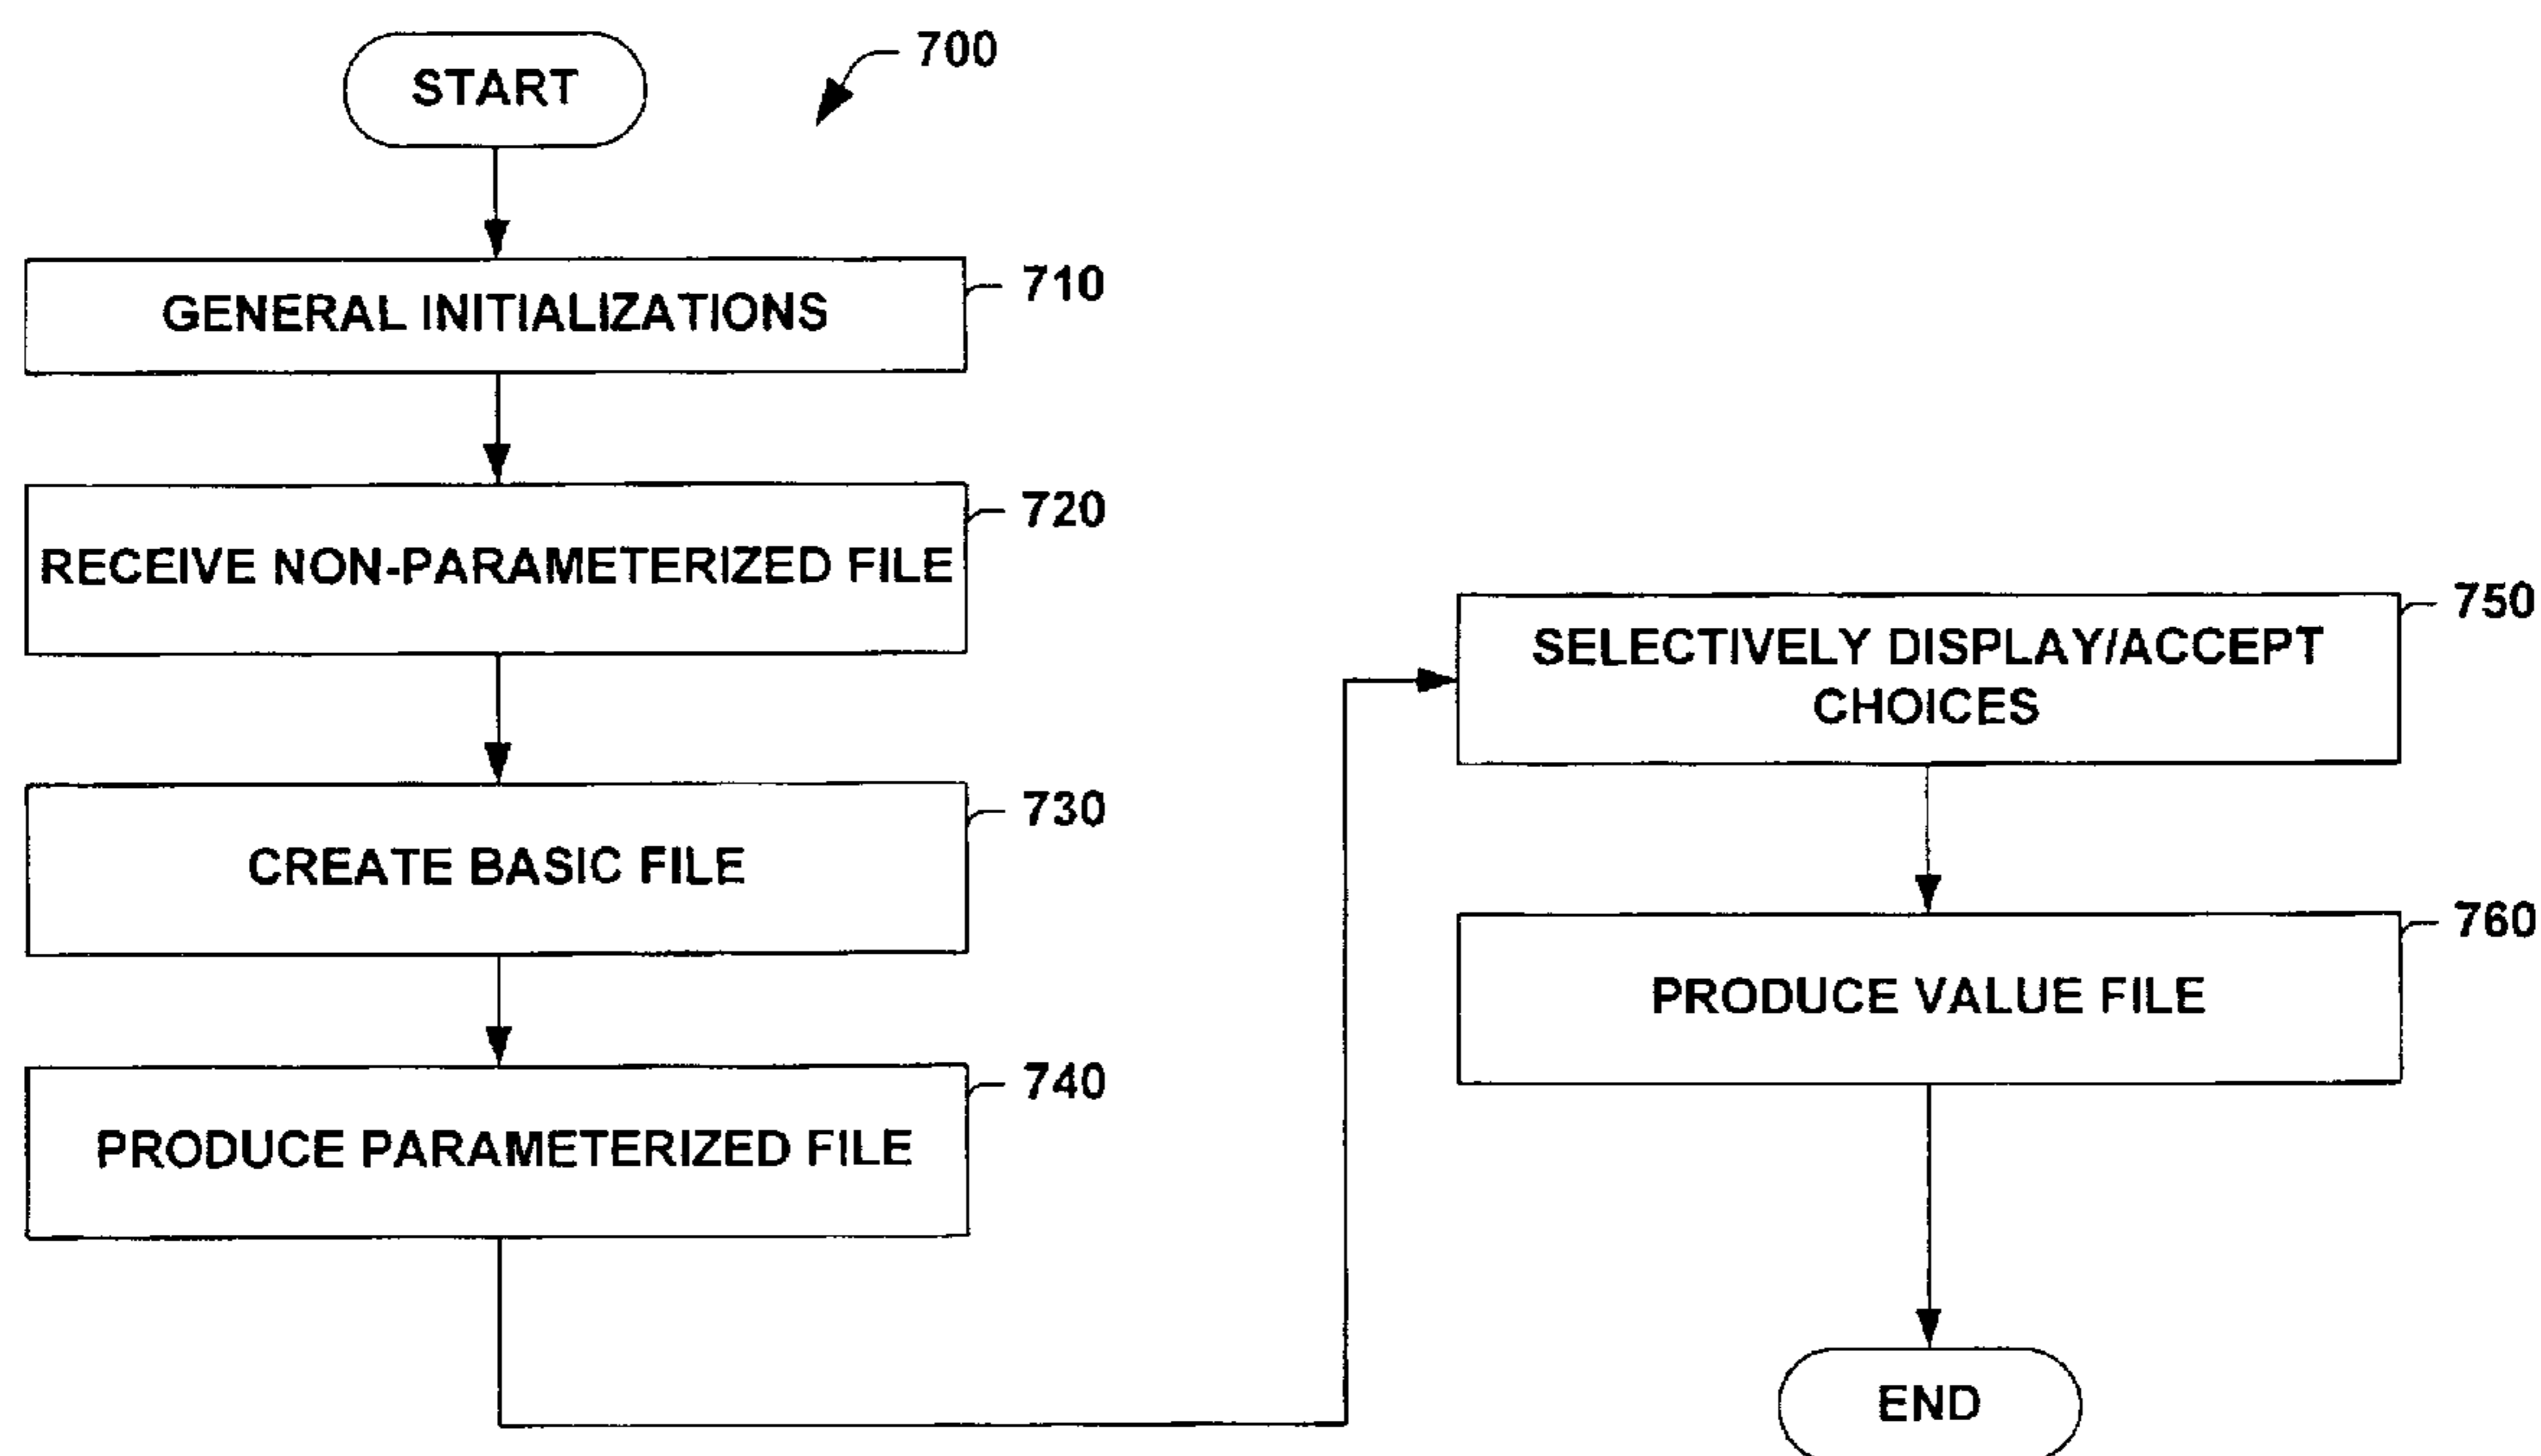 START
700
GENERAL INITIALIZATIONS
710
RECEIVE NON-PARAMETERIZED FILE
720
CREATE BASIC FILE
730
PRODUCE PARAMETERIZED FILE
740
SELECTIVELY DISPLAY/ACCEPT
CHOICES
750
PRODUCE VALUE FILE
760
END